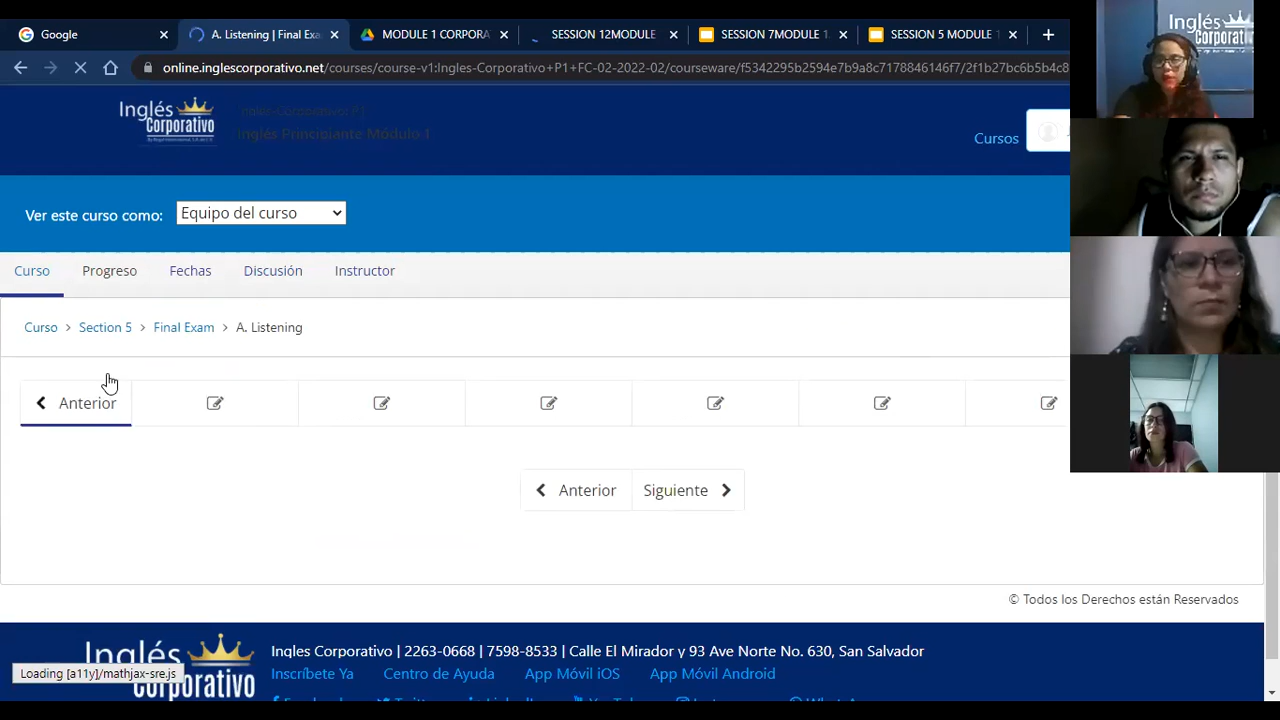 Google
A. Listening | Final Exa
MODULE 1 CORPORA
SESSION 12MODULE
SESSION 7MODULE 1.
SESSION 5 MODULE 1
online.inglescorporativo.net/courses/course-v1:Ingles-Corporativo+P1+FC-02-2022-02/courseware/f5342295b2594e7b9a8c7178846146f7/2f1b27bc6b5b4c8
Inglés
Corporativo
Inglés
Corporativo
Ingles-Corporativo: P1
Inglés Principiante Módulo 1
Cursos
Ver este curso como:
Equipo del curso
Curso
Progreso
Fechas
Discusión
Instructor
Curso > Section 5 > Final Exam > A. Listening
Anterior
Anterior
Siguiente
© Todos los Derechos están Reservados
Inglés
Corporativo
Ingles Corporativo | 2263-0668 | 7598-8533 | Calle El Mirador y 93 Ave Norte No. 630, San Salvador
Inscríbete Ya
Centro de Ayuda
App Móvil iOS
App Móvil Android
Loading [a11y]/mathjax-sre.js